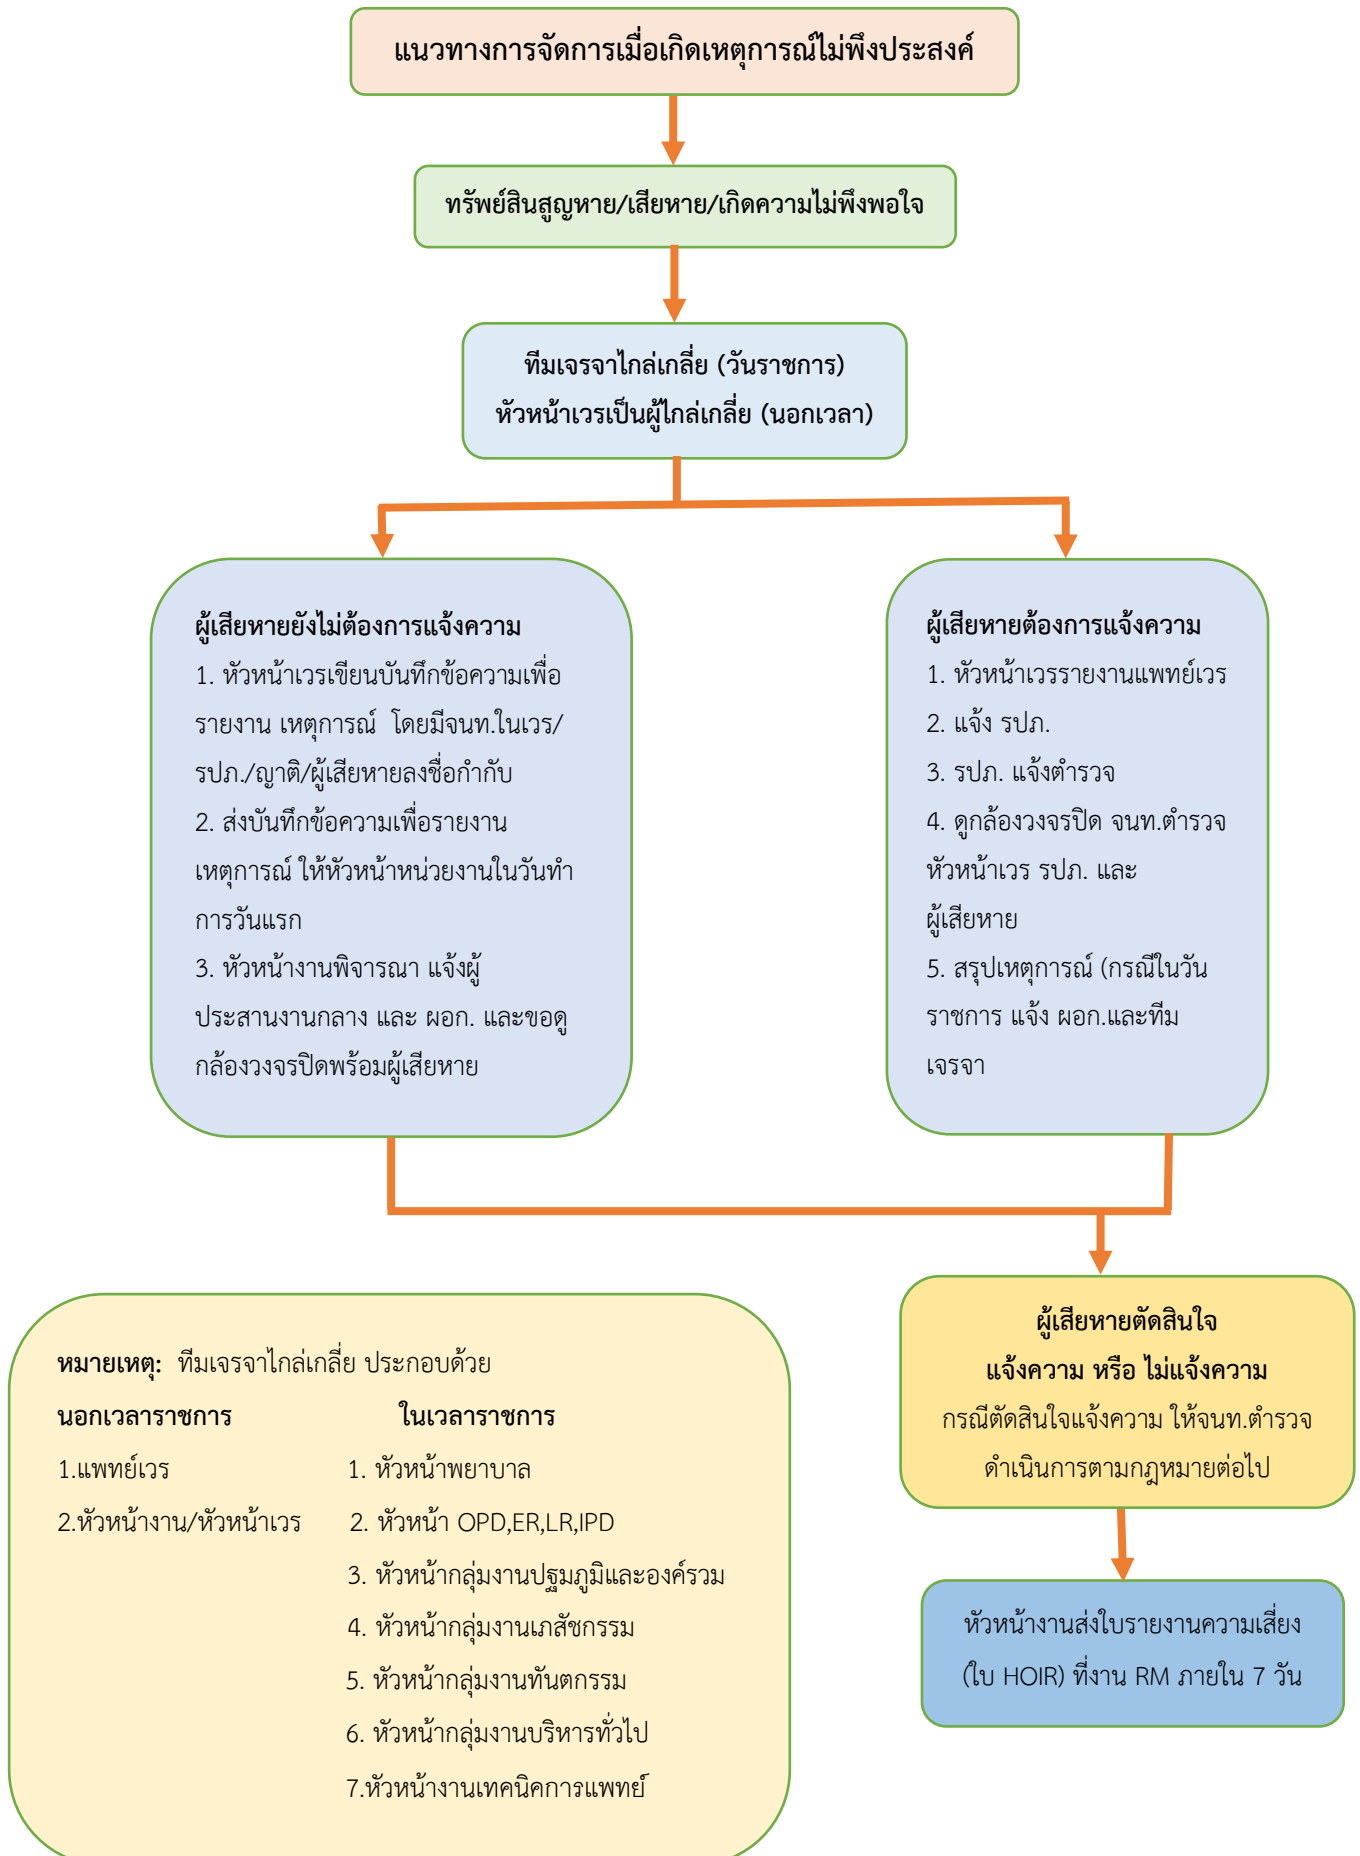 แนวทางการจัดการเมื่อเกิดเหตุการณ์ไม่พึงประสงค์
ทรัพย์สินสูญหาย/เสียหาย/เกิดความไม่พึงพอใจ
ทีมเจรจาไกล่เกลี่ย (วันราชการ)
หัวหน้าเวรเป็นผู้ไกล่เกลี่ย (นอกเวลา)
ผู้เสียหายยังไม่ต้องการแจ้งความ
1. หัวหน้าเวรเขียนบันทึกข้อความเพื่อ
รายงาน เหตุการณ์ โดยมีจนท.ในเวร/
รปภ./ญาติ/ผู้เสียหายลงชื่อกำกับ
2. ส่งบันทึกข้อความเพื่อรายงาน
เหตุการณ์ ให้หัวหน้าหน่วยงานในวันทำ
การวันแรก
3. หัวหน้างานพิจารณา แจ้งผู้
ประสานงานกลาง และ ผอก. และขอดู
กล้องวงจรปิดพร้อมผู้เสียหาย
ผู้เสียหายต้องการแจ้งความ
1. หัวหน้าเวรรายงานแพทย์เวร
2. แจ้ง รปภ.
3. รปภ. แจ้งตำรวจ
4. ดูกล้องวงจรปิด จนท.ตำรวจ
หัวหน้าเวร รปภ. และ
ผู้เสียหาย
5. สรุปเหตุการณ์ (กรณีในวัน
ราชการ แจ้ง ผอก.และทีม
เจรจา
ผู้เสียหายตัดสินใจ
แจ้งความ หรือ ไม่แจ้งความ
กรณีตัดสินใจแจ้งความ ให้จนท.ตำรวจ
ดำเนินการตามกฎหมายต่อไป
หัวหน้างานส่งใบรายงานความเสี่ยง
(ใบ HOIR) ที่งาน RM ภายใน 7 วัน
หมายเหตุ: ทีมเจรจาไกล่เกลี่ย ประกอบด้วย
นอกเวลาราชการ ในเวลาราชการ
1.แพทย์เวร 1. หัวหน้าพยาบาล
2.หัวหน้างาน/หัวหน้าเวร 2. หัวหน้า OPD,ER,LR,IPD
3. หัวหน้ากลุ่มงานปฐมภูมิและองค์รวม
4. หัวหน้ากลุ่มงานเภสัชกรรม
5. หัวหน้ากลุ่มงานทันตกรรม
6. หัวหน้ากลุ่มงานบริหารทั่วไป
7.หัวหน้างานเทคนิคการแพทย์